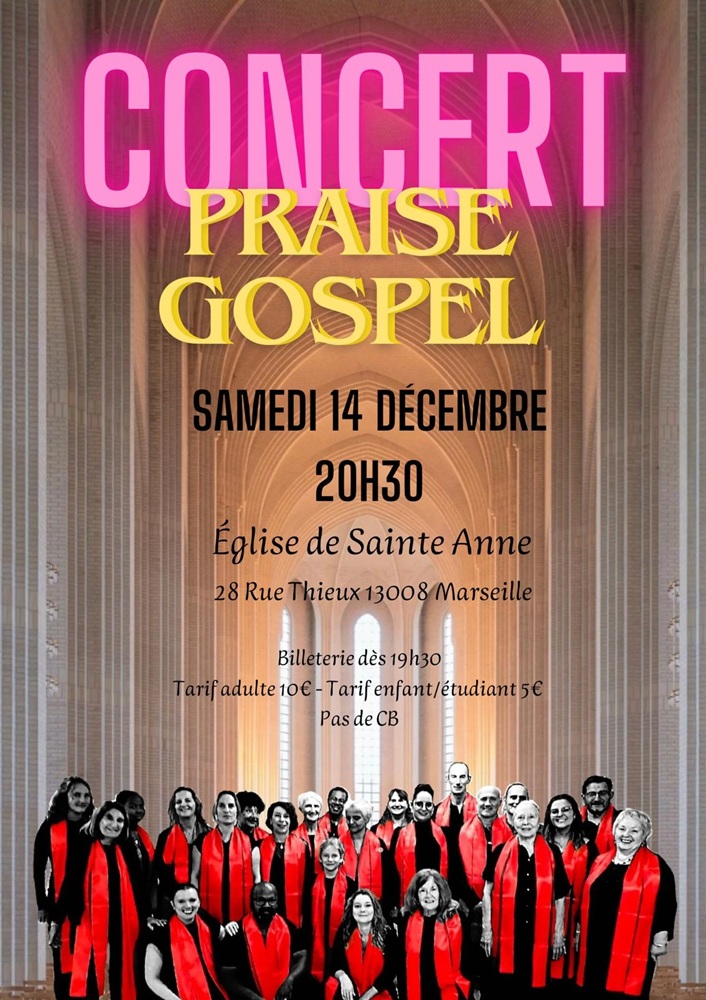 CONCERT
PRAISE
GOSPEL
SAMEDI 14 DÉCEMBRE
20H30
Église de Sainte Anne
28 Rue Thieux 13008 Marseille
Billeterie dès 19h30
Tarif adulte 10€ - Tarif enfant/étudiant 5€
Pas de CB